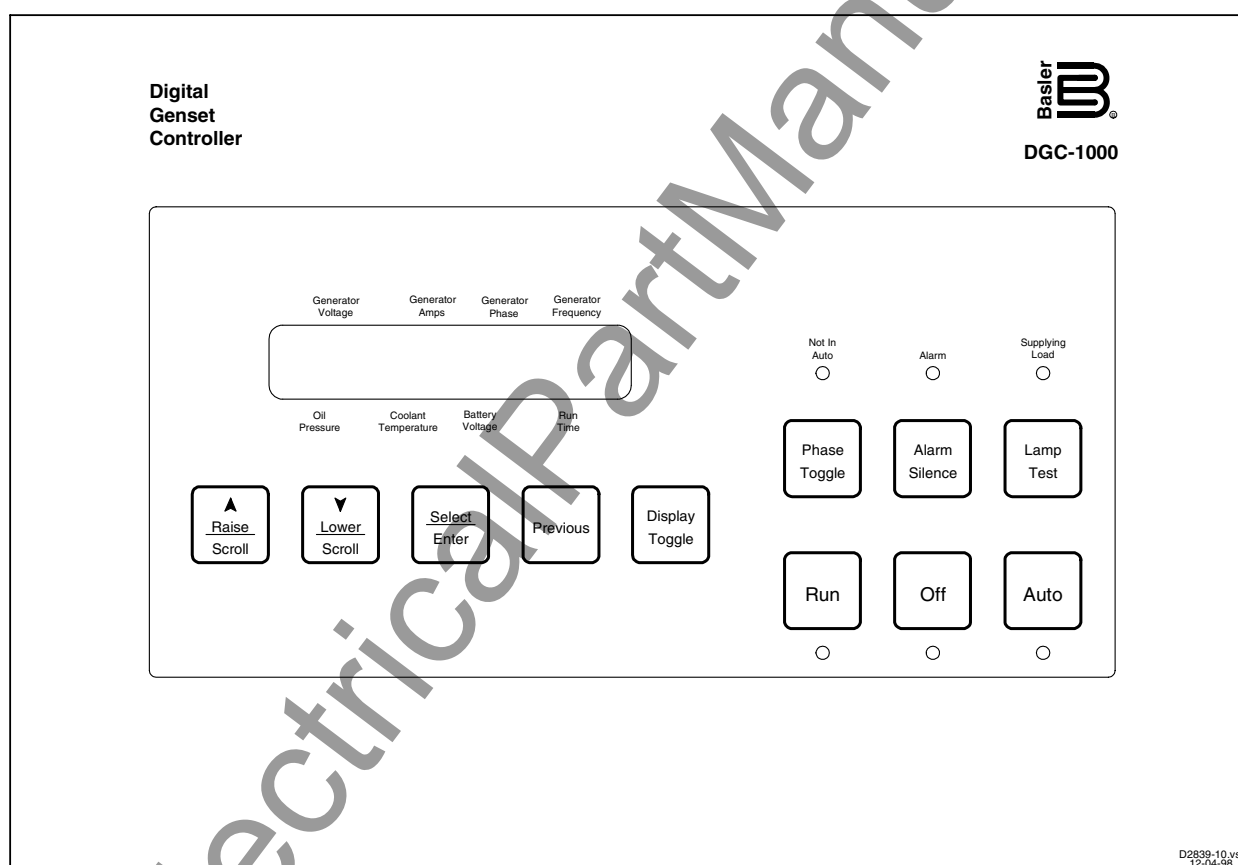 Digital
Genset
Controller
Basler
DGC-1000
Generator
Voltage
Generator
Amps
Generator
Phase
Generator
Frequency
Oil
Pressure
Coolant
Temperature
Battery
Voltage
Run
Time
Not In
Auto
Alarm
Supplying
Load
Raise
Scroll
Lower
Scroll
Select
Enter
Previous
Display
Toggle
Phase
Toggle
Alarm
Silence
Lamp
Test
Run
Off
Auto
ectricalPartManu
D2839-10.vs
12-04-98